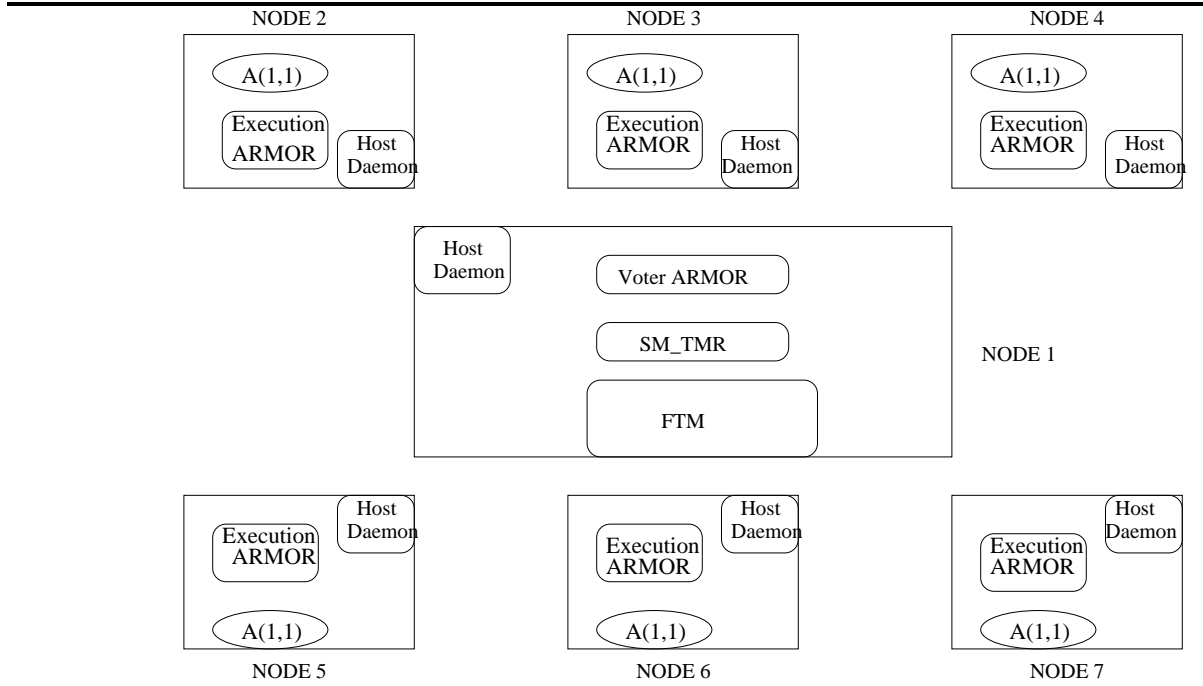 NODE 2
NODE 3
NODE 4
A(1,1)
A(1,1)
A(1,1)
Execution
ARMOR
Host
Daemon
Execution
ARMOR
Host
Daemon
Execution
ARMOR
Host
Daemon
Host
Daemon
Voter ARMOR
SM_TMR
FTM
NODE 1
Execution
ARMOR
Host
Daemon
Execution
ARMOR
Host
Daemon
Execution
ARMOR
Host
Daemon
A(1,1)
A(1,1)
A(1,1)
NODE 5
NODE 6
NODE 7